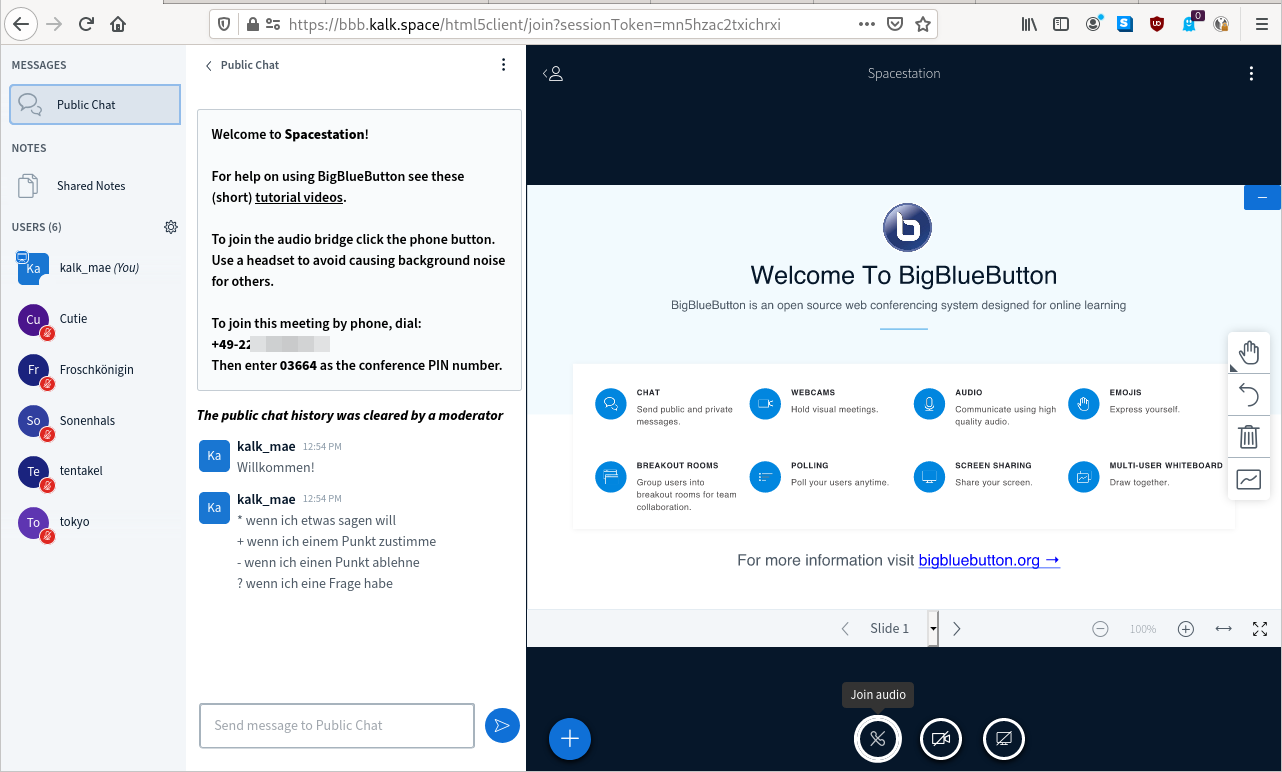 https://bbb.kalk.space/html5client/join?sessionToken=mn5hzac2txichrxi
S
0
MESSAGES
Public Chat
NOTES
Shared Notes
USERS (6)
Ka
kalk_mae (You)
Cu
Cutie
Fr
Froschkönigin
So
Sonenhals
Te
tentakel
To
tokyo
Public Chat
Welcome to Spacestation!
For help on using BigBlueButton see these
(short) tutorial videos.
To join the audio bridge click the phone button.
Use a headset to avoid causing background noise
for others.
To join this meeting by phone, dial:
+49-22
Then enter 03664 as the conference PIN number.
The public chat history was clered by a moderator
Ka
kalk_mae 12:54 PM
Willkommen!
Ka
kalk_mae 12:54 PM
* wenn ich etwas sagen will
+ wenn ich einem Punkt zustimme
- wenn ich einen Punkt ablehne
? wenn ich eine Frage habe
Send message to Public Chat
Spacestation
b
Welcome To BigBlueButton
BigBlueButton is an open source web conferencing system designed for online learning
CHAT
Send public and private
messages.
WEBCAMS
Hold visual meetings.
AUDIO
Communicate using high
quality audio.
EMOJIS
Express yourself.
BREAKOUT ROOMS
Group users into
breakout rooms for team
collaboration.
POLLING
Poll your users anytime.
SCREEN SHARING
Share your screen.
MULTI-USER WHITEBOARD
Draw together.
For more information visit bigbluebutton.org →
Slide 1
100%
Join audio